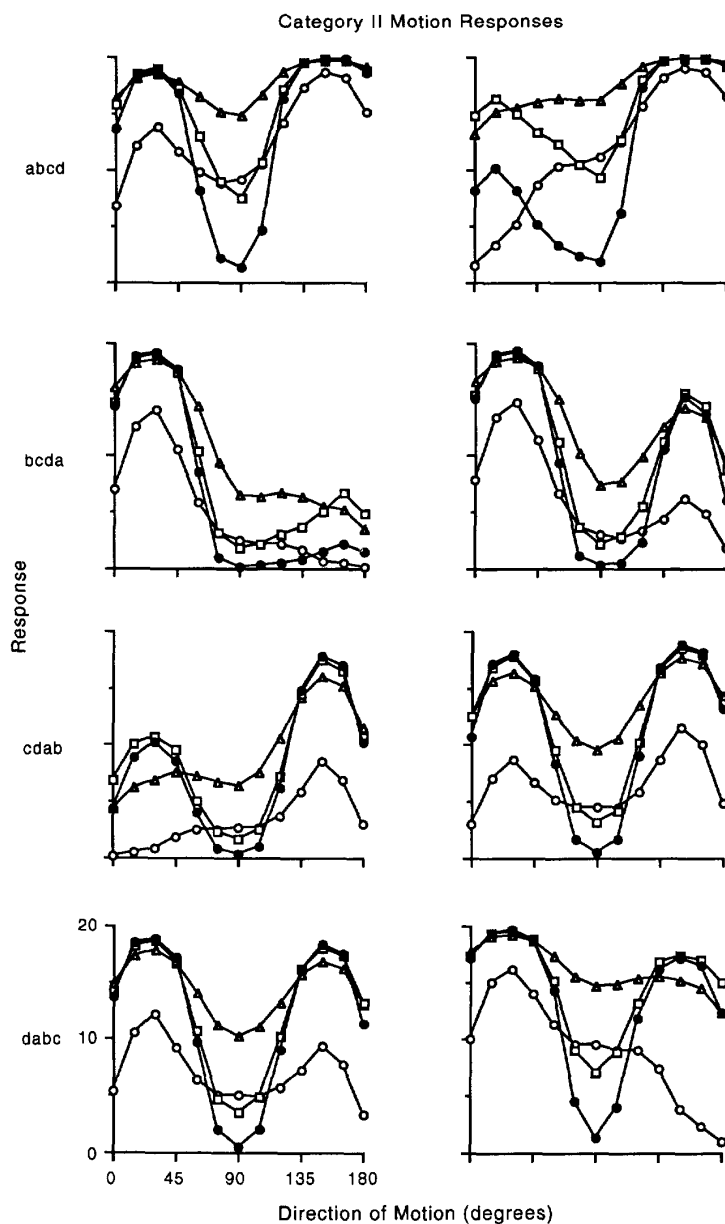 Category II Motion Responses
abcd
bcda
Response
cdab
dabc
20
10
0
0 45 90 135 180
Direction of Motion (degrees)